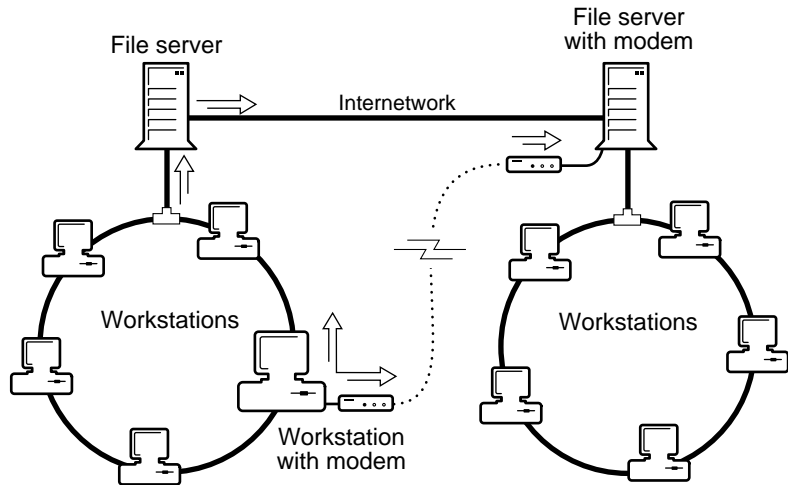 File server
File server
with modem
Internetwork
Workstations
Workstations
Workstation
with modem